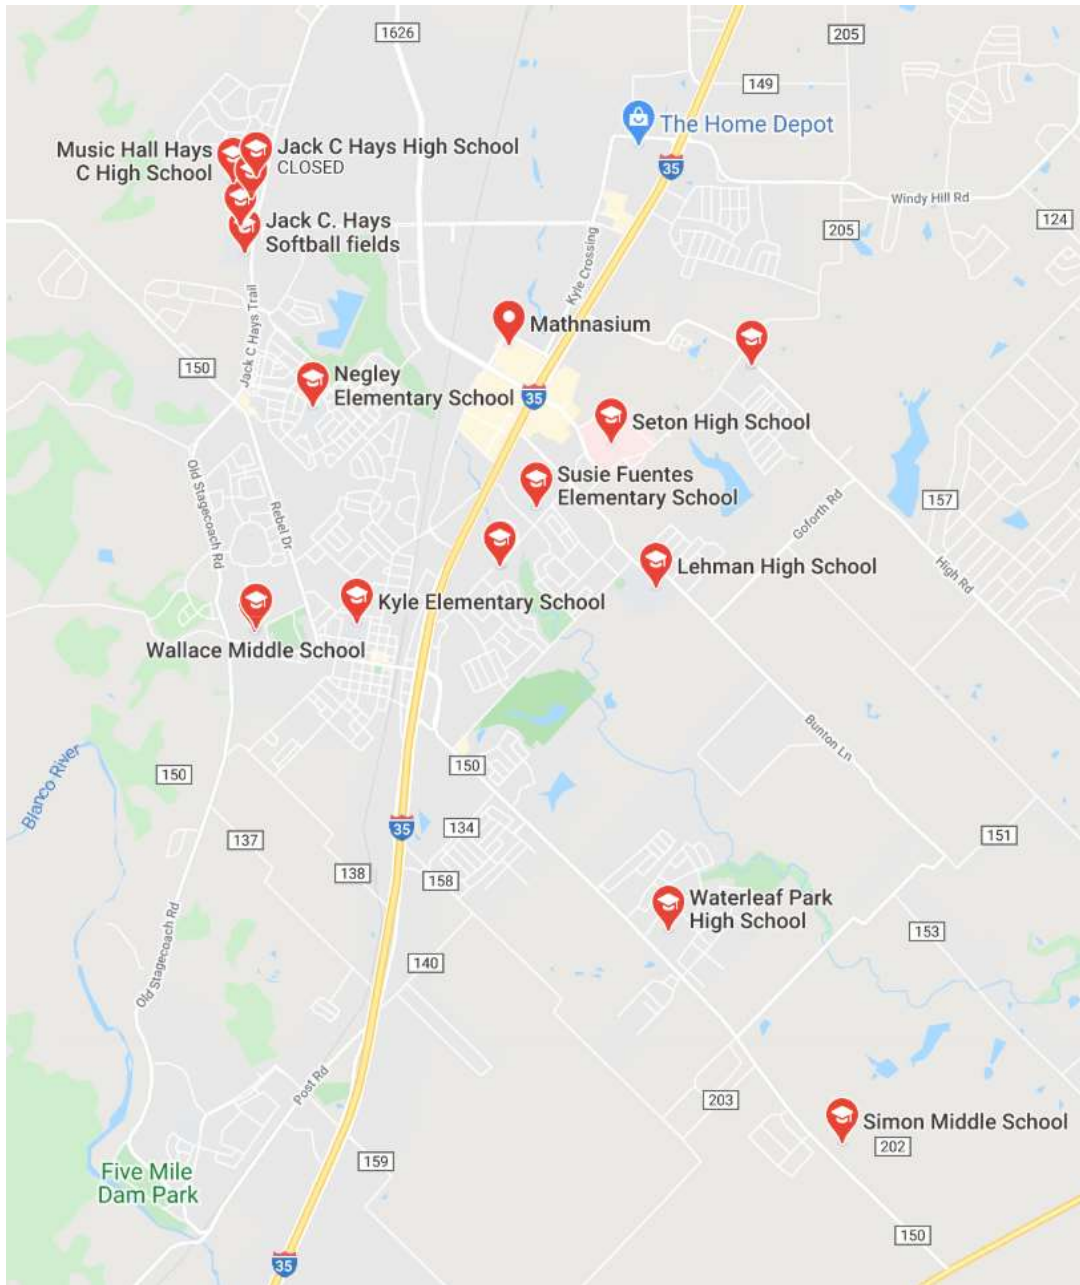 1626
205
149
The Home Depot
Music Hall Hays
C High School
Jack C Hays High School
CLOSED
35
Windy Hill Rd
124
205
Jack C. Hays
Softball fields
Kyle Crossing
Mathnasium
Jack C Hays Trail
150
Negley
Elementary School
35
Seton High School
Susie Fuentes
Elementary School
157
Goforth Rd
Old Stagecoach Rd
Rebel Dr
High Rd
Lehman High School
Kyle Elementary School
Wallace Middle School
Bunton Ln
Blanco River
150
150
35
134
137
151
138
158
Waterleaf Park
High School
153
Old Stagecoach Rd
140
Post Rd
203
Simon Middle School
202
Five Mile
Dam Park
159
150
35